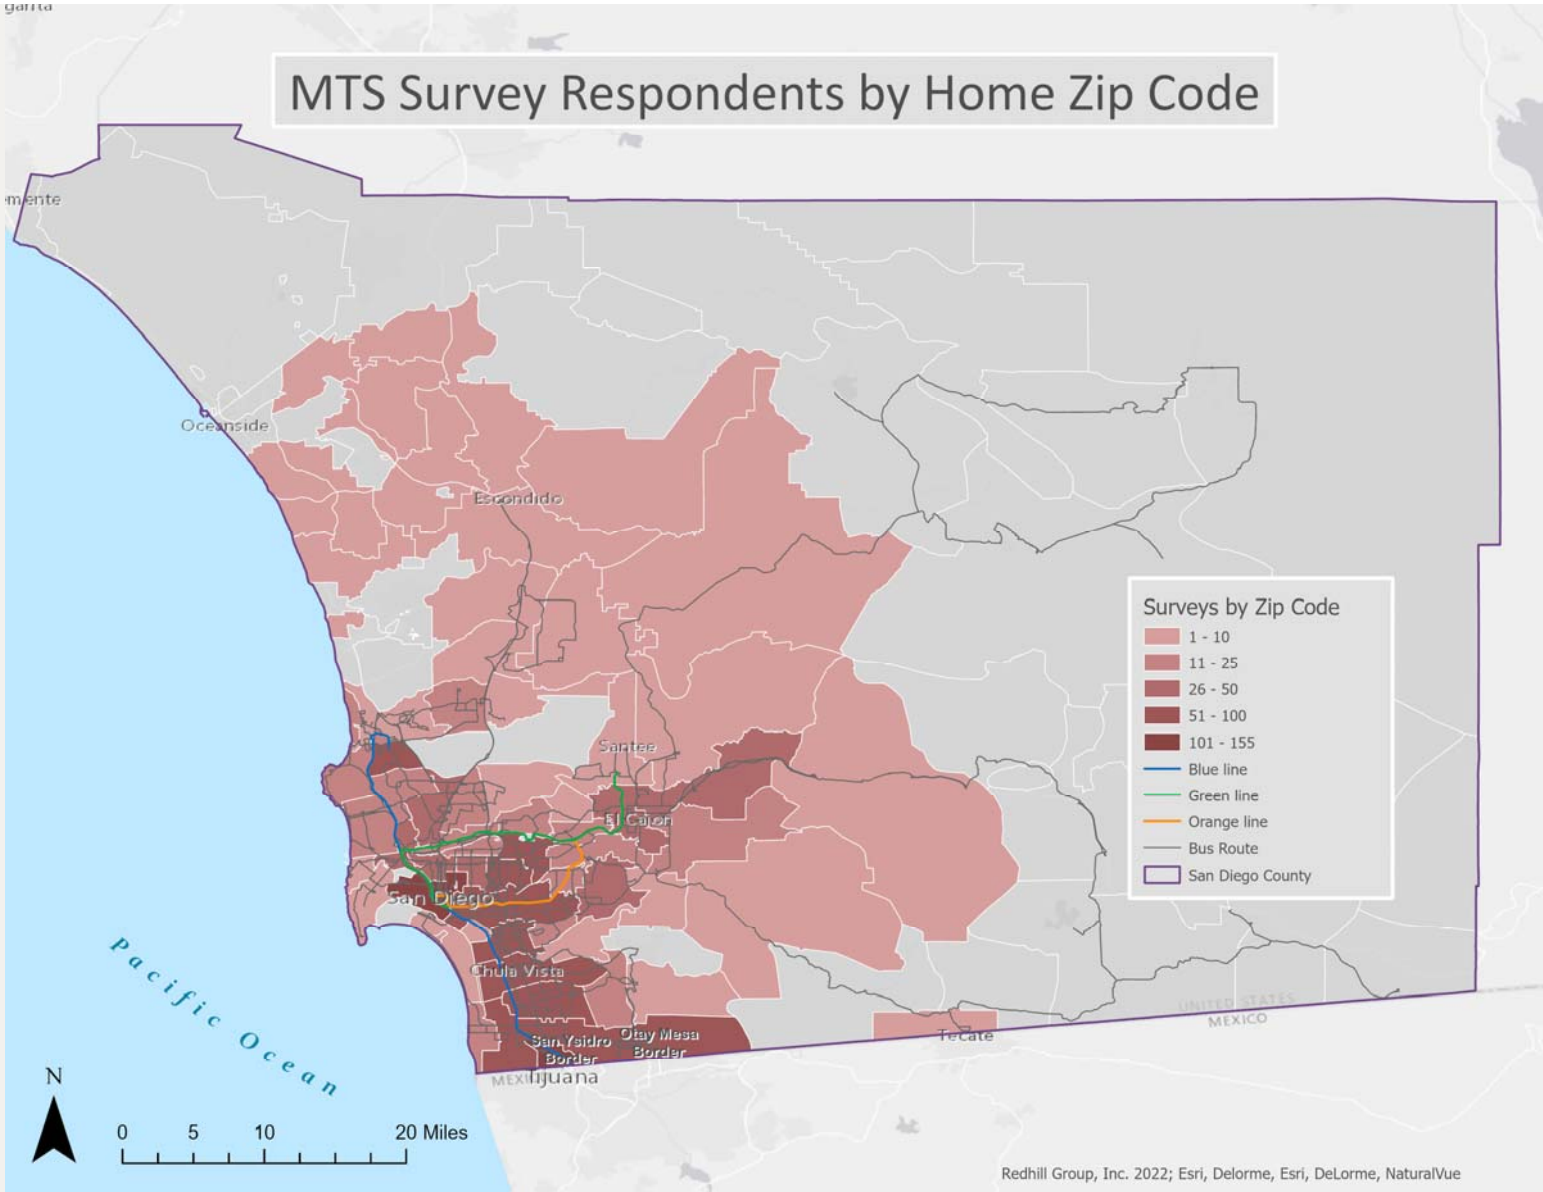 garita
MTS Survey Respondents by Home Zip Code
emente
Oceanside
Escondido
Surveys by Zip Code
1 - 10
11 - 25
26 - 50
51 - 100
101 - 155
Blue line
Green line
Orange line
Bus Route
San Diego County
Santee
El Cajon
San Diego
Chula Vista
Pacific Ocean
San Ysidro
Border
Otay Mesa
Border
UNITED STATES
MEXICO
Tecate
MEXI
Tijuana
N
0 5 10 20 Miles
Redhill Group, Inc. 2022; Esri, Delorme, Esri, DeLorme, NaturalVue